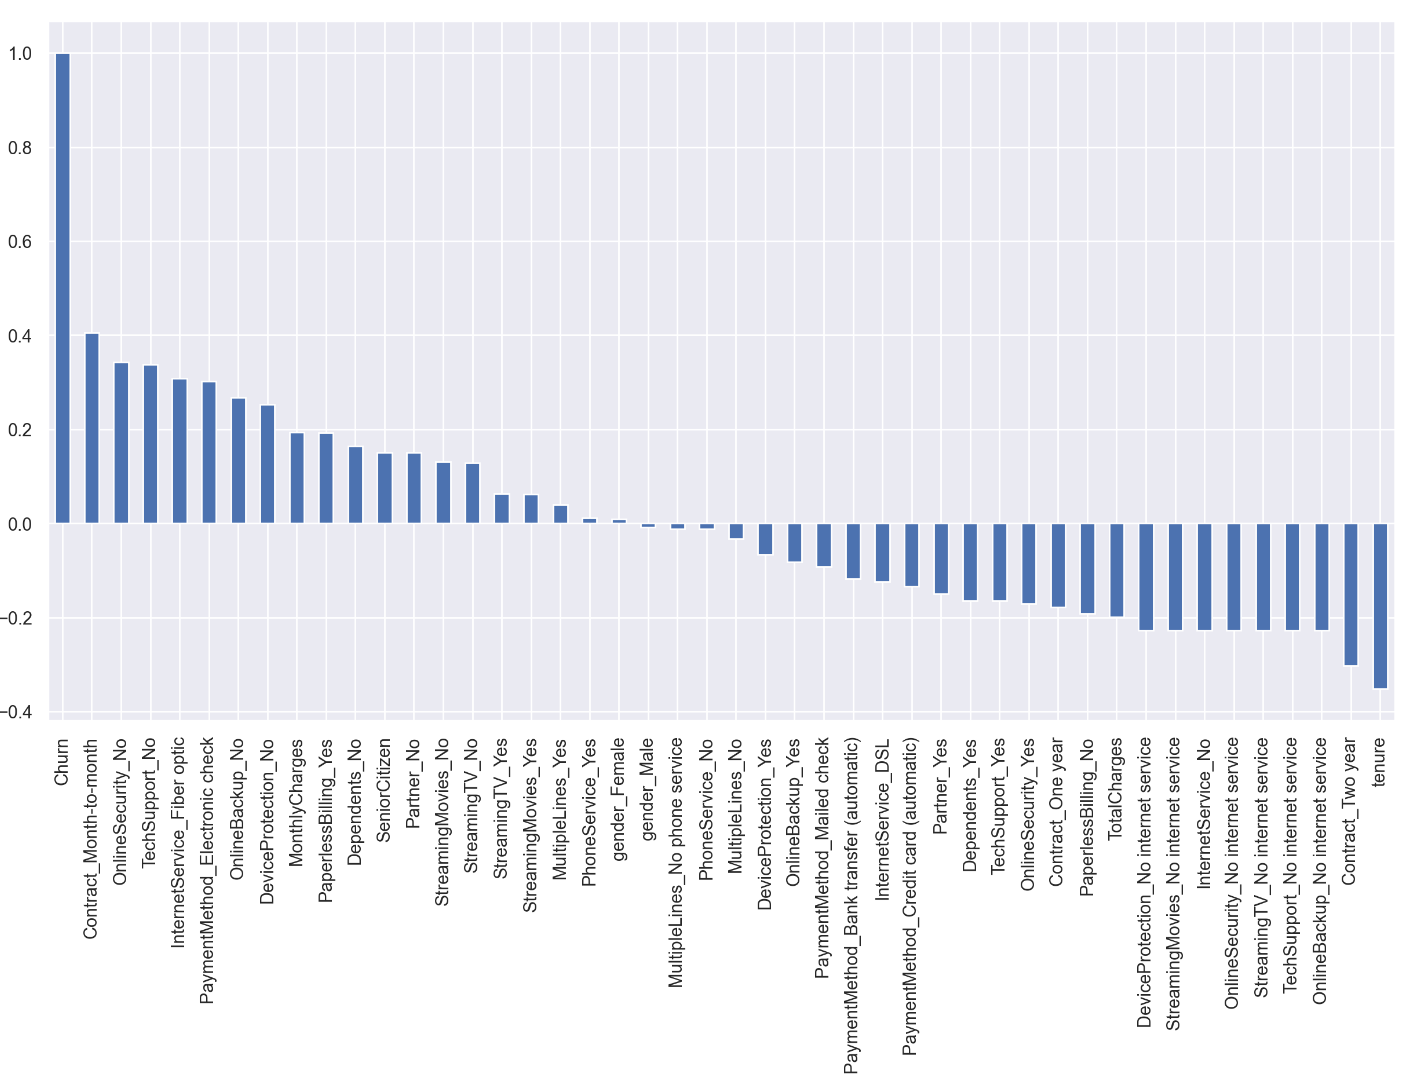 1.0
0.8
0.6
0.4
0.2
0.0
−0.2
−0.4
Churn
Contract_Month-to-month
OnlineSecurity_No
TechSupport_No
InternetService_Fiber optic
PaymentMethod_Electronic check
OnlineBackup_No
DeviceProtection_No
MonthlyCharges
PaperlessBilling_Yes
Dependents_No
SeniorCitizen
Partner_No
StreamingMovies_No
StreamingTV_No
StreamingTV_Yes
StreamingMovies_Yes
MultipleLines_Yes
PhoneService_Yes
gender_Female
gender_Male
MultipleLines_No phone service
PhoneService_No
MultipleLines_No
DeviceProtection_Yes
OnlineBackup_Yes
PaymentMethod_Mailed check
PaymentMethod_Bank transfer (automatic)
InternetService_DSL
PaymentMethod_Credit card (automatic)
Partner_Yes
Dependents_Yes
TechSupport_Yes
OnlineSecurity_Yes
Contract_One year
PaperlessBilling_No
TotalCharges
DeviceProtection_No internet service
StreamingMovies_No internet service
InternetService_No
OnlineSecurity_No internet service
StreamingTV_No internet service
TechSupport_No internet service
OnlineBackup_No internet service
Contract_Two year
tenure